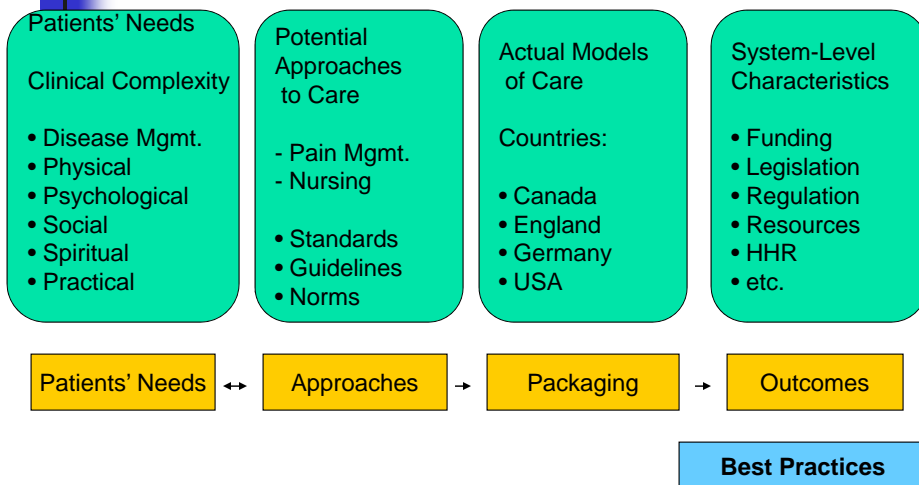 Patients' Needs
Clinical Complexity
• Disease Mgmt.
• Physical
• Psychological
• Social
• Spiritual
• Practical
Potential
Approaches
to Care
- Pain Mgmt.
- Nursing
• Standards
• Guidelines
• Norms
Actual Models
of Care
Countries:
• Canada
• England
• Germany
• USA
System-Level
Characteristics
• Funding
• Legislation
• Regulation
• Resources
• HHR
• etc.
Patients' Needs
Approaches
Packaging
Outcomes
Best Practices